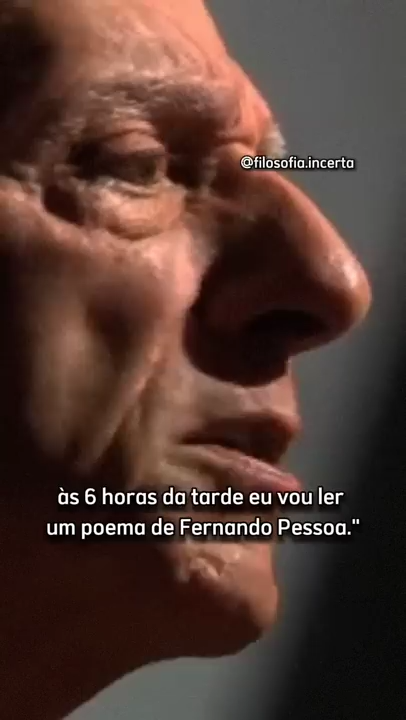 @filosofia.incerta
às 6 horas da tarde eu vou ler
um poema de Fernando Pessoa."